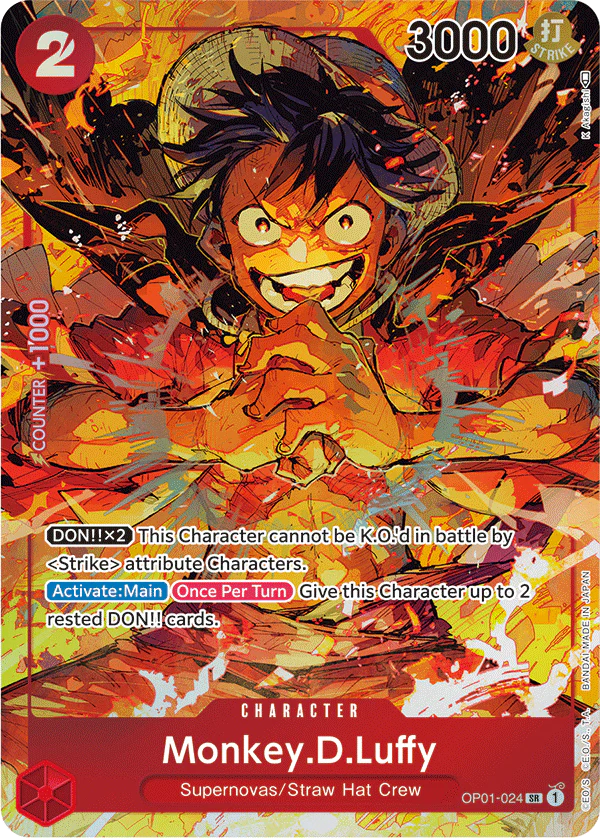 2
3000
打
STRIKE
K Akagishi
COUNTER +1000
DON!!×2 This Character cannot be K.O.'d in battle by
<Strike> attribute Characters.
Activate:Main Once Per Turn Give this Character up to 2
rested DON!! cards.
BANDAI MADE IN JAPAN
©E.O./S. ©E.O./S.,T.A.
CHARACTER
Monkey.D.Luffy
Supernovas/Straw Hat Crew
OP01-024 SR 1